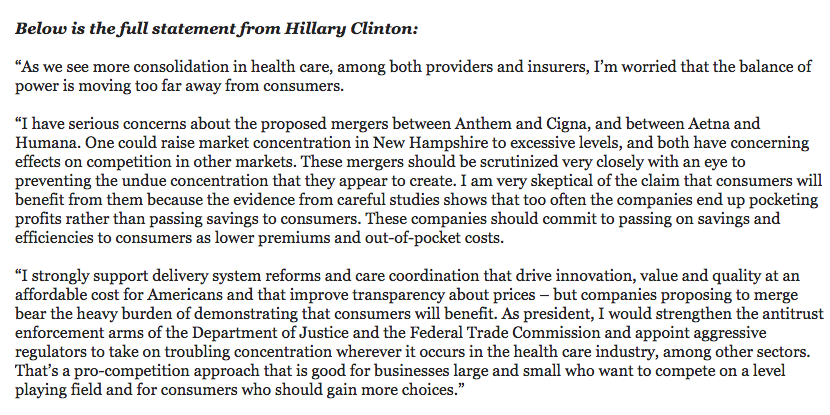 Below is the full statement from Hillary Clinton:
“As we see more consolidation in health care, among both providers and insurers, I’m worried that the balance of
power is moving too far away from consumers.
“I have serious concerns about the proposed mergers between Anthem and Cigna, and between Aetna and
Humana. One could raise market concentration in New Hampshire to excessive levels, and both have concerning
effects on competition in other markets. These mergers should be scrutinized very closely with an eye to
preventing the undue concentration that they appear to create. I am very skeptical of the claim that consumers will
benefit from them because the evidence from careful studies shows that too often the companies end up pocketing
profits rather than passing savings to consumers. These companies should commit to passing on savings and
efficiencies to consumers as lower premiums and out-of-pocket costs.
“I strongly support delivery system reforms and care coordination that drive innovation, value and quality at an
affordable cost for Americans and that improve transparency about prices – but companies proposing to merge
bear the heavy burden of demonstrating that consumers will benefit. As president, I would strengthen the antitrust
enforcement arms of the Department of Justice and the Federal Trade Commission and appoint aggressive
regulators to take on troubling concentration wherever it occurs in the health care industry, among other sectors.
That’s a pro-competition approach that is good for businesses large and small who want to compete on a level
playing field and for consumers who should gain more choices.”